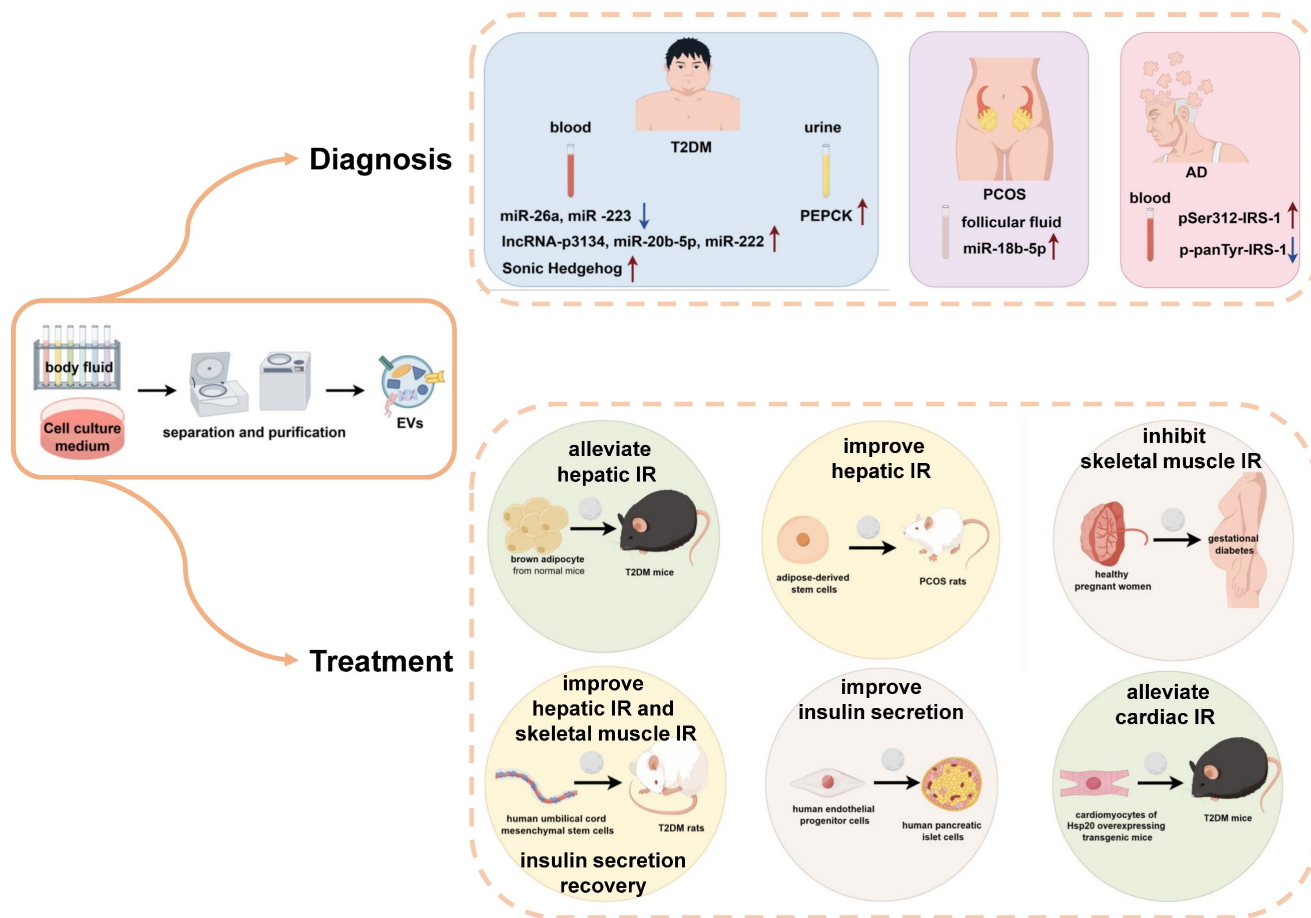 Diagnosis
blood
T2DM
urine
miR-26a, miR -223
PEPCK
lncRNA-p3134, miR-20b-5p, miR-222
Sonic Hedgehog
PCOS
follicular fluid
miR-18b-5p
AD
blood
pSer312-IRS-1
p-panTyr-IRS-1
body fluid
Cell culture
medium
separation and purification
EVs
Treatment
alleviate
hepatic IR
brown adipocyte
from normal mice
T2DM mice
improve
hepatic IR
adipose-derived
stem cells
PCOS rats
inhibit
skeletal muscle IR
healthy
pregnant women
gestational
diabetes
improve
hepatic IR and
skeletal muscle IR
human umbilical cord
mesenchymal stem cells
T2DM rats
insulin secretion
recovery
improve
insulin secretion
human endothelial
progenitor cells
human pancreatic
islet cells
alleviate
cardiac IR
cardiomyocytes of
Hsp20 overexpressing
transgenic mice
T2DM mice